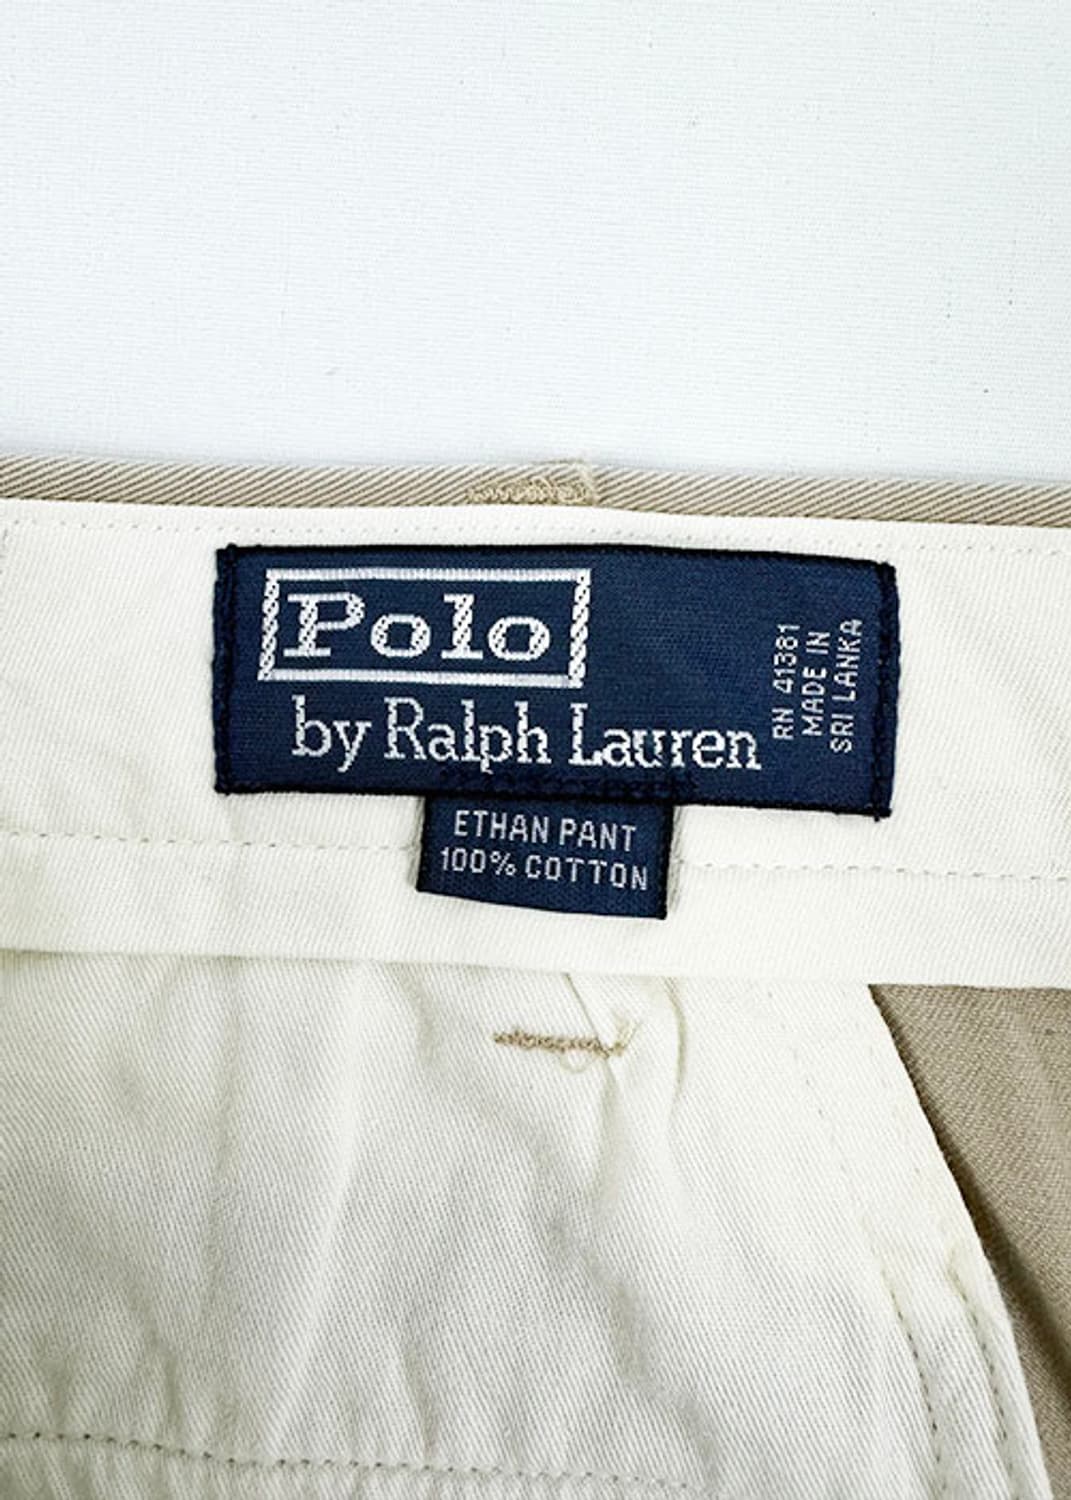 Polo
by Ralph Lauren
RN 41381
MADE IN
SRI LANKA
ETHAN PANT
100% COTTON